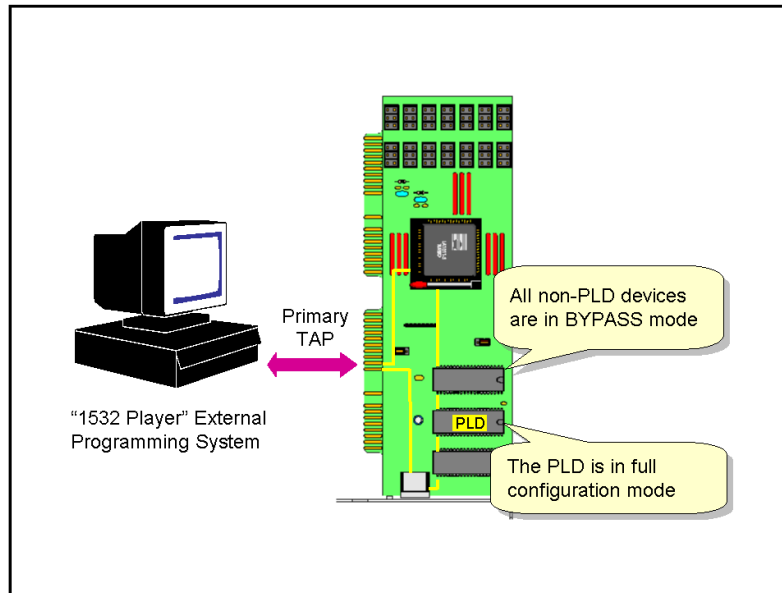 Primary
TAP
"1532 Player" External
Programming System
All non-PLD devices
are in BYPASS mode
PLD
The PLD is in full
configuration mode